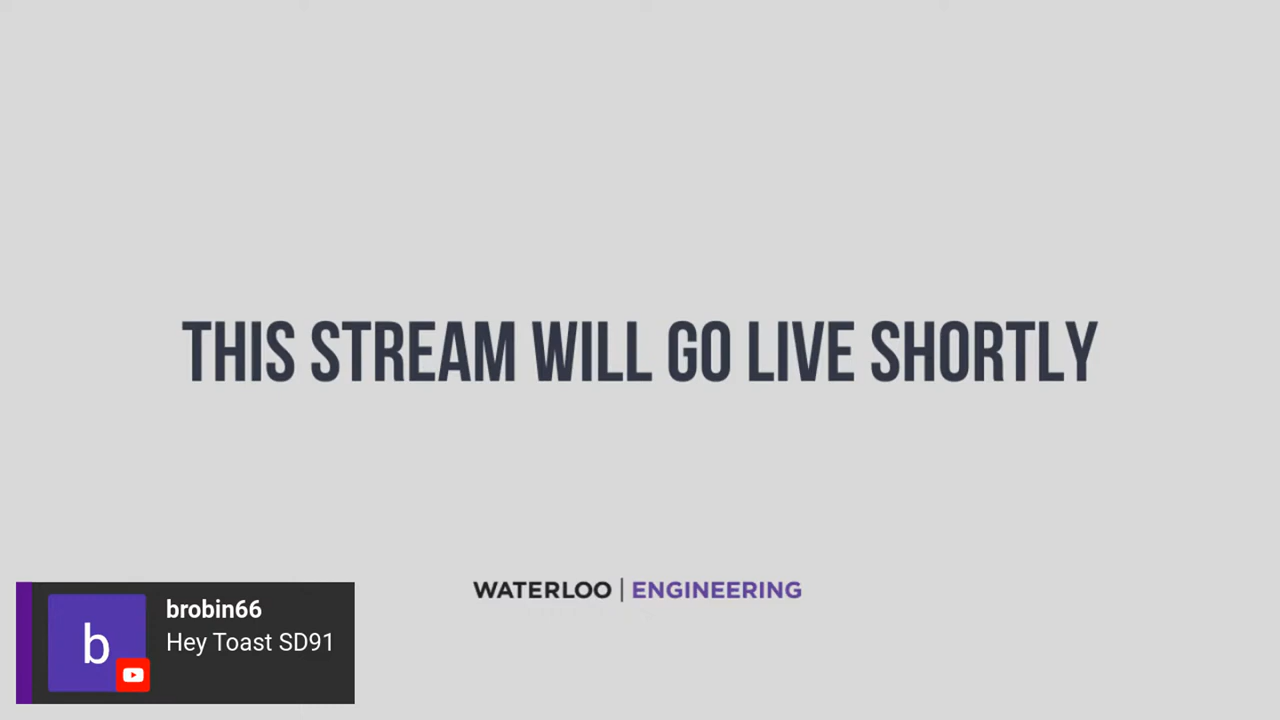 THIS STREAM WILL GO LIVE SHORTLY
WATERLOO | ENGINEERING
b
brobin66
Hey Toast SD91